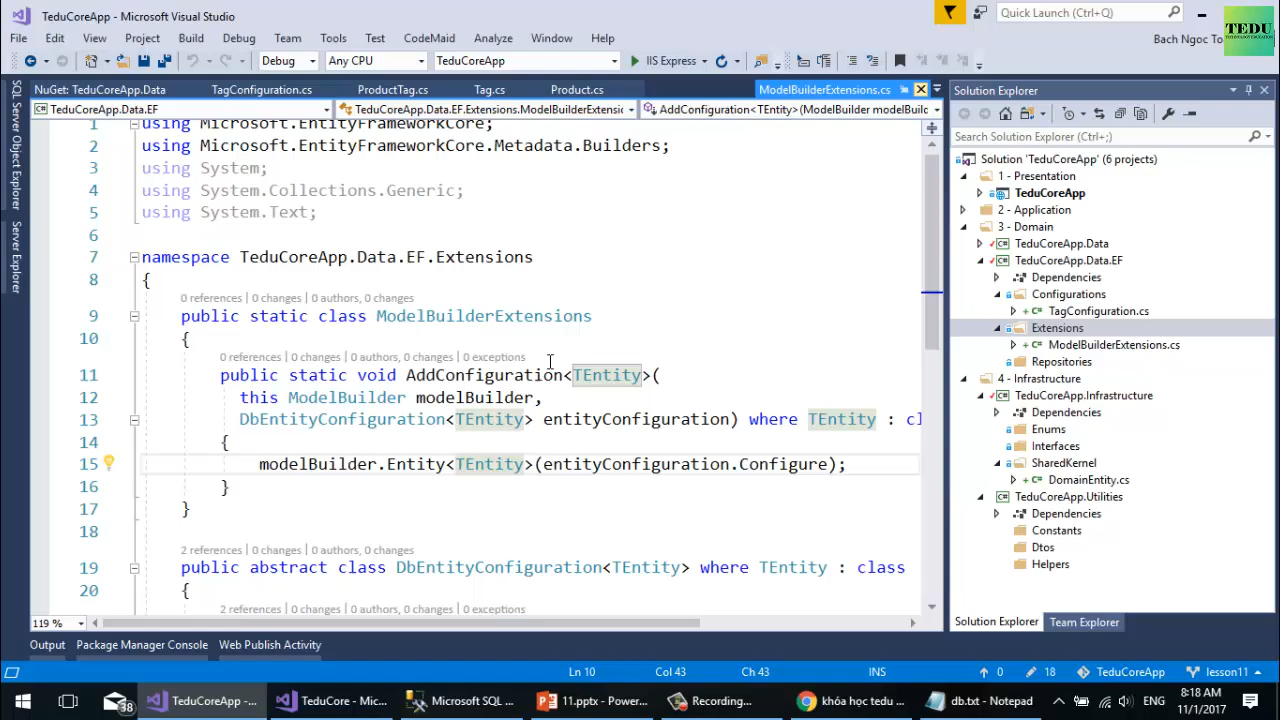 TeduCoreApp - Microsoft Visual Studio
Quick Launch (Ctrl+Q)
TEDU
File Edit View Project Build Debug Team Tools Test CodeMaid Analyze Window Help
Bach Ngoc To
Debug Any CPU TeduCoreApp IIS Express
NuGet: TeduCoreApp.Data TagConfiguration.cs ProductTag.cs Tag.cs Product.cs ModelBuilderExtensions.cs
TeduCoreApp.Data.EF TeduCoreApp.Data.EF.Extensions.ModelBuilderExtensio AddConfiguration<TEntity>(ModelBuilder modelBuilc
SQL Server Object Explorer
Server Explorer
1 using Microsoft.EntityFrameworkCore;
2 using Microsoft.EntityFrameworkCore.Metadata.Builders;
3 using System;
4 using System.Collections.Generic;
5 using System.Text;
6
7 namespace TeduCoreApp.Data.EF.Extensions
8 {
0 references | 0 changes | 0 authors, 0 changes
9 public static class ModelBuilderExtensions
10 {
0 references | 0 changes | 0 authors, 0 changes | 0 exceptions
11 public static void AddConfiguration<TEntity>(
12 this ModelBuilder modelBuilder,
13 DbEntityConfiguration<TEntity> entityConfiguration) where TEntity : cl
14 {
15 modelBuilder.Entity<TEntity>(entityConfiguration.Configure);
16 }
17 }
18
2 references | 0 changes | 0 authors, 0 changes
19 public abstract class DbEntityConfiguration<TEntity> where TEntity : class
20 {
2 references | 0 changes | 0 authors, 0 changes | 0 exceptions
119 %
Solution Explorer
Search Solution Explorer (Ctrl+;)
Solution 'TeduCoreApp' (6 projects)
1 - Presentation
TeduCoreApp
2 - Application
3 - Domain
TeduCoreApp.Data
TeduCoreApp.Data.EF
Dependencies
Configurations
TagConfiguration.cs
Extensions
ModelBuilderExtensions.cs
Repositories
4 - Infrastructure
TeduCoreApp.Infrastructure
Dependencies
Enums
Interfaces
SharedKernel
DomainEntity.cs
TeduCoreApp.Utilities
Dependencies
Constants
Dtos
Helpers
Solution Explorer Team Explorer
Output Package Manager Console Web Publish Activity
Ln 10 Col 43 Ch 43 INS 0 18 TeduCoreApp lesson11
38 TeduCoreApp -... TeduCore - Mic... Microsoft SQL ... 11.pptx - Power... Recording... khóa học tedu ... db.txt - Notepad ENG 8:18 AM
11/1/2017